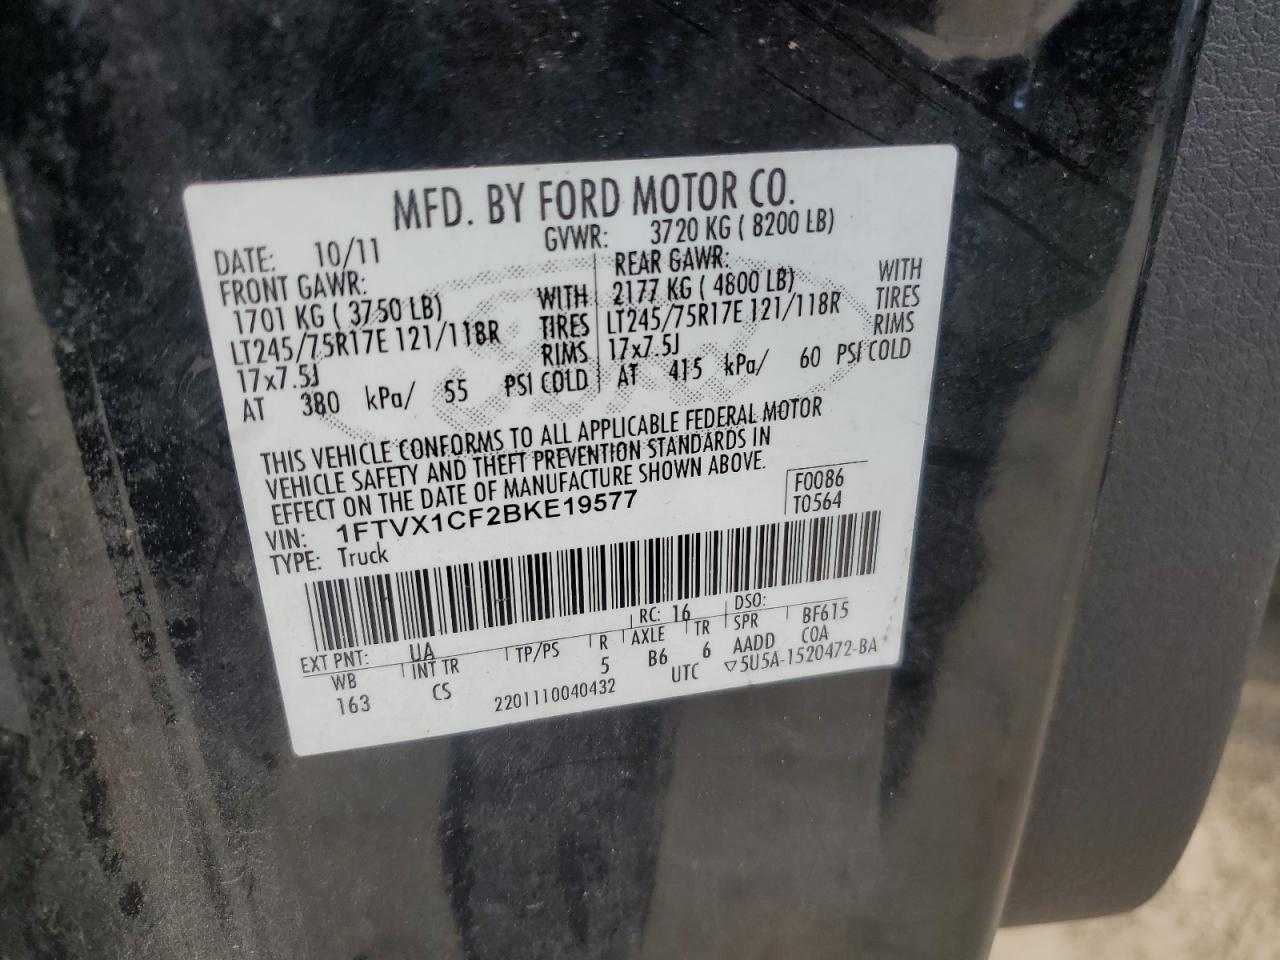 MFD. BY FORD MOTOR CO.
DATE: 10/11 GVWR: 3720 KG ( 8200 LB)
FRONT GAWR: REAR GAWR:
1701 KG ( 3750 LB) WITH 2177 KG ( 4800 LB) WITH
LT245/75R17E 121/118R TIRES LT245/75R17E 121/118R TIRES
17x7.5J RIMS 17x7.5J RIMS
AT 380 kPa/ 55 PSI COLD AT 415 kPa/ 60 PSI COLD
THIS VEHICLE CONFORMS TO ALL APPLICABLE FEDERAL MOTOR
VEHICLE SAFETY AND THEFT PREVENTION STANDARDS IN
EFFECT ON THE DATE OF MANUFACTURE SHOWN ABOVE.
VIN: 1FTVX1CF2BKE19577 F0086
TYPE: Truck T0564
EXT PNT: UA RC: 16 DSO: BF615
WB INT TR TP/PS R AXLE TR SPR COA
163 CS 5 B6 6 AADD
2201110040432 UTC ▽5U5A-1520472-BA